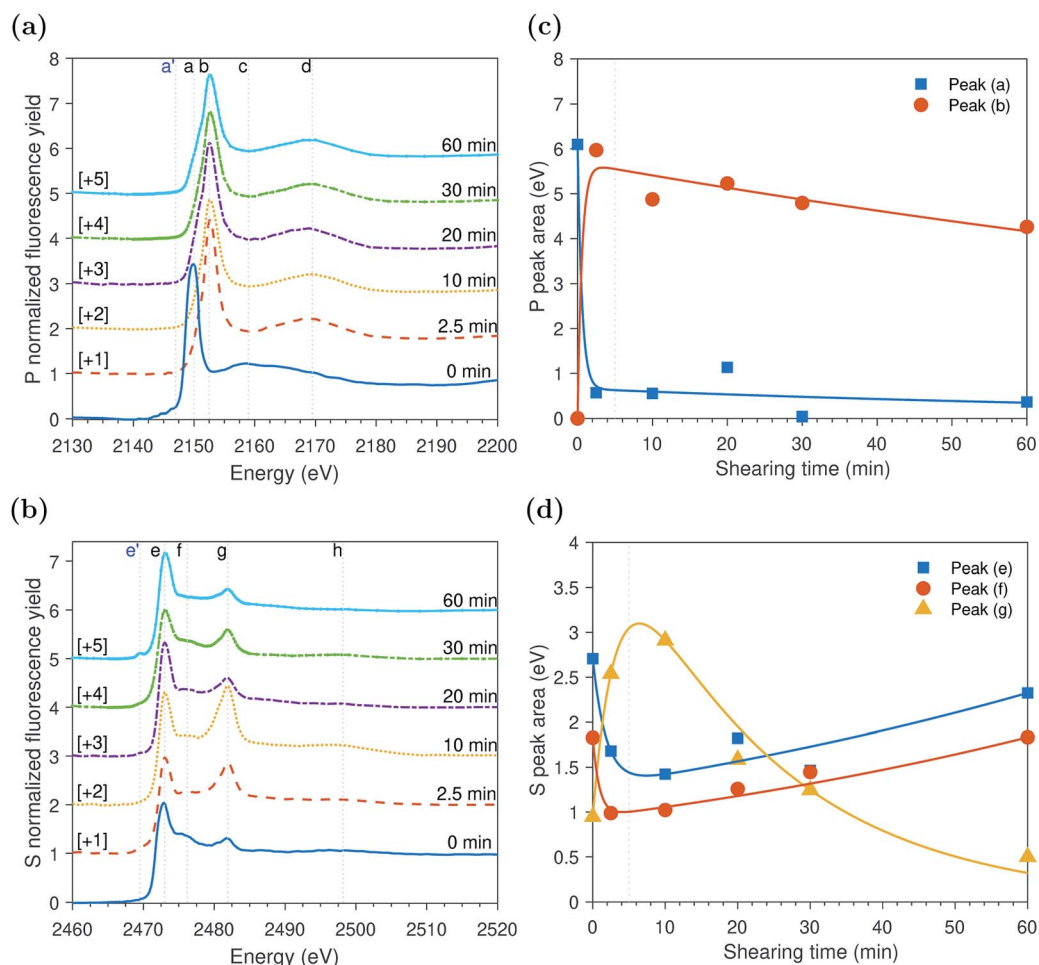 (a)
P normalized fluorescence yield
8
7
6
5
4
3
2
1
0
a' a b c d
[+5]
[+4]
[+3]
[+2]
[+1]
60 min
30 min
20 min
10 min
2.5 min
0 min
2130 2140 2150 2160 2170 2180 2190 2200
Energy (eV)
(c)
P peak area (eV)
8
7
6
5
4
3
2
1
0
Peak (a)
Peak (b)
0 10 20 30 40 50 60
Shearing time (min)
(b)
S normalized fluorescence yield
7
6
5
4
3
2
1
0
e' e f g h
[+5]
[+4]
[+3]
[+2]
[+1]
60 min
30 min
20 min
10 min
2.5 min
0 min
2460 2470 2480 2490 2500 2510 2520
Energy (eV)
(d)
S peak area (eV)
4
3.5
3
2.5
2
1.5
1
0.5
0
Peak (e)
Peak (f)
Peak (g)
0 10 20 30 40 50 60
Shearing time (min)